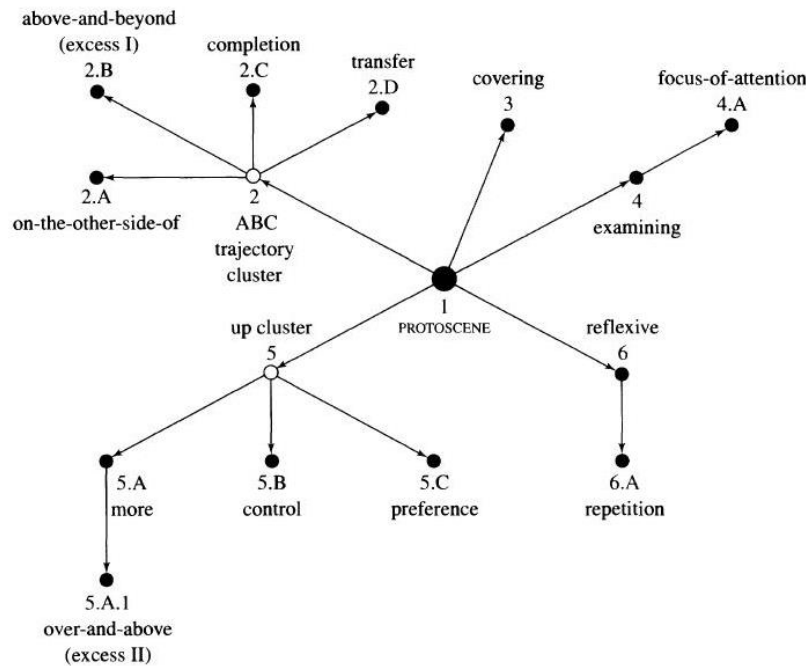 above-and-beyond
(excess I)
2.B
completion
2.C
transfer
2.D
covering
3
focus-of-attention
4.A
2.A
on-the-other-side-of
2
ABC
trajectory
cluster
4
examining
1
PROTOSCENE
up cluster
5
reflexive
6
5.A
more
5.B
control
5.C
preference
6.A
repetition
5.A.1
over-and-above
(excess II)